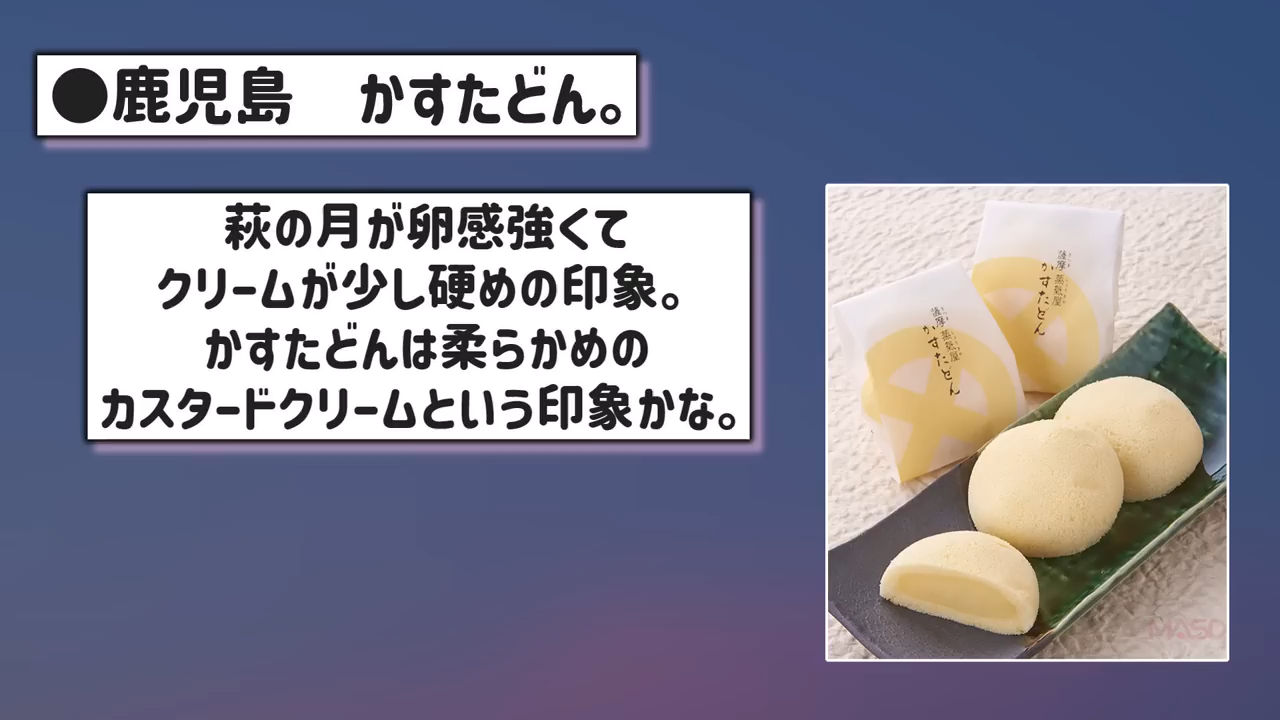 ●鹿児島　かすたどん。
萩の月が卵感強くて
クリームが少し硬めの印象。
かすたどんは柔らかめの
カスタードクリームという印象かな。
薩摩蒸氣屋
かすたどん
薩摩蒸氣屋
かすたどん